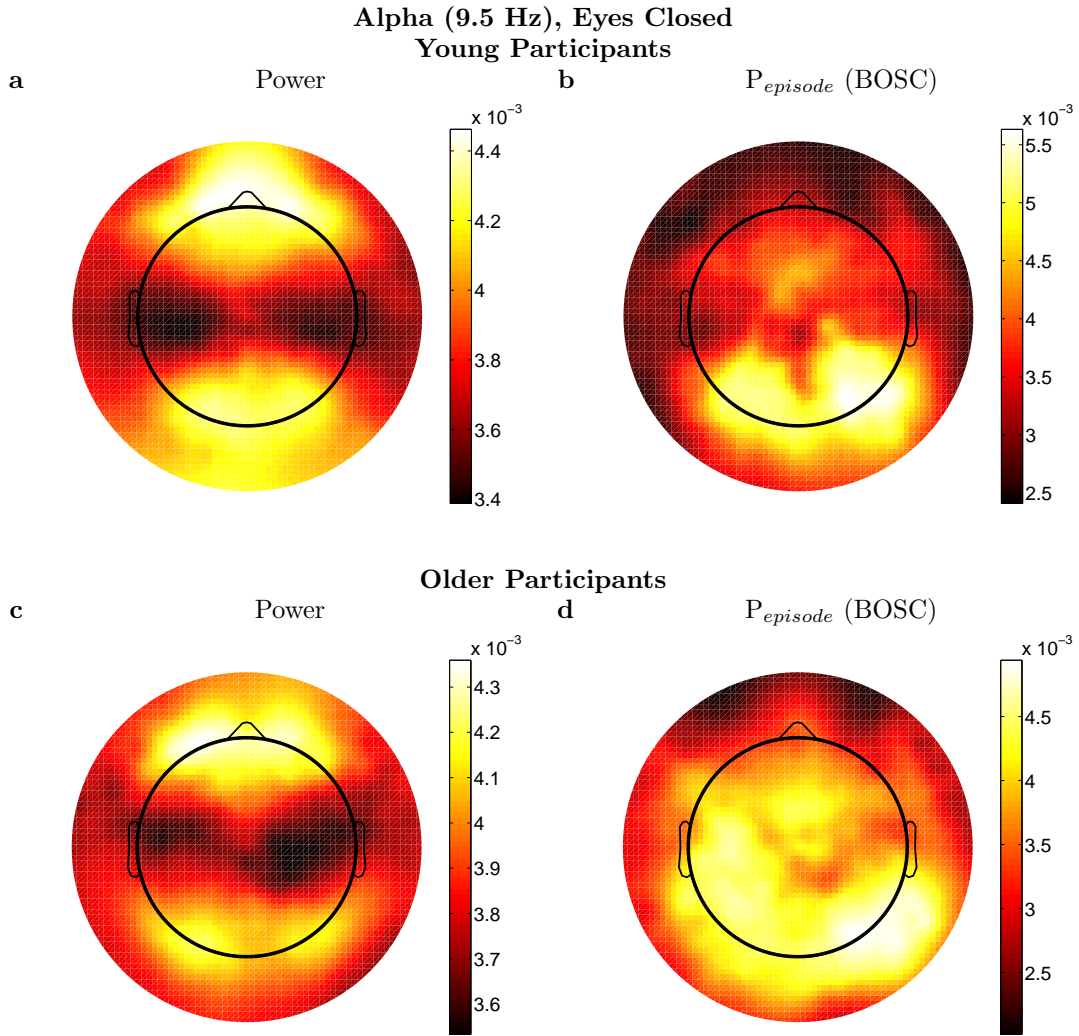 Alpha (9.5 Hz), Eyes Closed
Young Participants
a Power
b P_episode (BOSC)
x 10⁻³
4.4
4.2
4
3.8
3.6
3.4
x 10⁻³
5.5
5
4.5
4
3.5
3
2.5
Older Participants
c Power
d P_episode (BOSC)
x 10⁻³
4.3
4.2
4.1
4
3.9
3.8
3.7
3.6
x 10⁻³
4.5
4
3.5
3
2.5